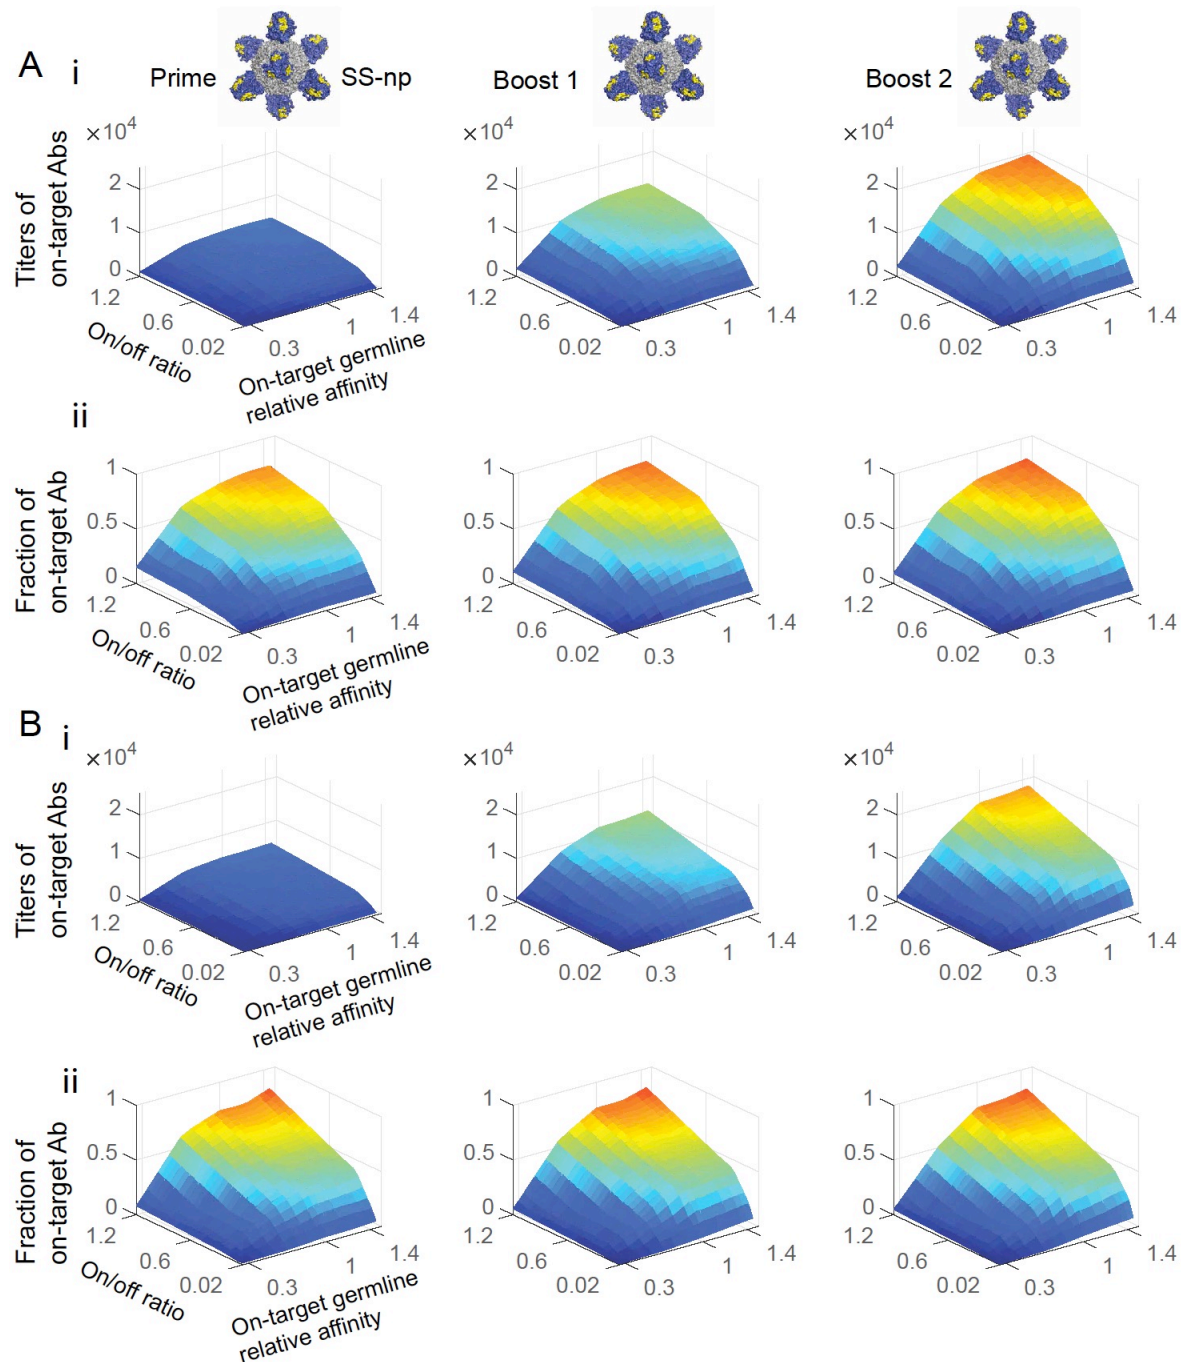 A i
Prime SS-np Boost 1 Boost 2
×10⁴ ×10⁴ ×10⁴
Titers of
on-target Abs
2 2 2
1 1 1
0 0 0
1.2 1.4 1.2 1.4 1.2 1.4
0.6 1 0.6 1 0.6 1
0.02 0.3 0.02 0.3 0.02 0.3
On/off ratio
On-target germline
relative affinity
ii
Fraction of
on-target Ab
1 1 1
0.5 0.5 0.5
0 0 0
1.2 1.4 1.2 1.4 1.2 1.4
0.6 1 0.6 1 0.6 1
0.02 0.3 0.02 0.3 0.02 0.3
On/off ratio
On-target germline
relative affinity
B i
×10⁴ ×10⁴ ×10⁴
Titers of
on-target Abs
2 2 2
1 1 1
0 0 0
1.2 1.4 1.2 1.4 1.2 1.4
0.6 1 0.6 1 0.6 1
0.02 0.3 0.02 0.3 0.02 0.3
On/off ratio
On-target germline
relative affinity
ii
Fraction of
on-target Ab
1 1 1
0.5 0.5 0.5
0 0 0
1.2 1.4 1.2 1.4 1.2 1.4
0.6 1 0.6 1 0.6 1
0.02 0.3 0.02 0.3 0.02 0.3
On/off ratio
On-target germline
relative affinity